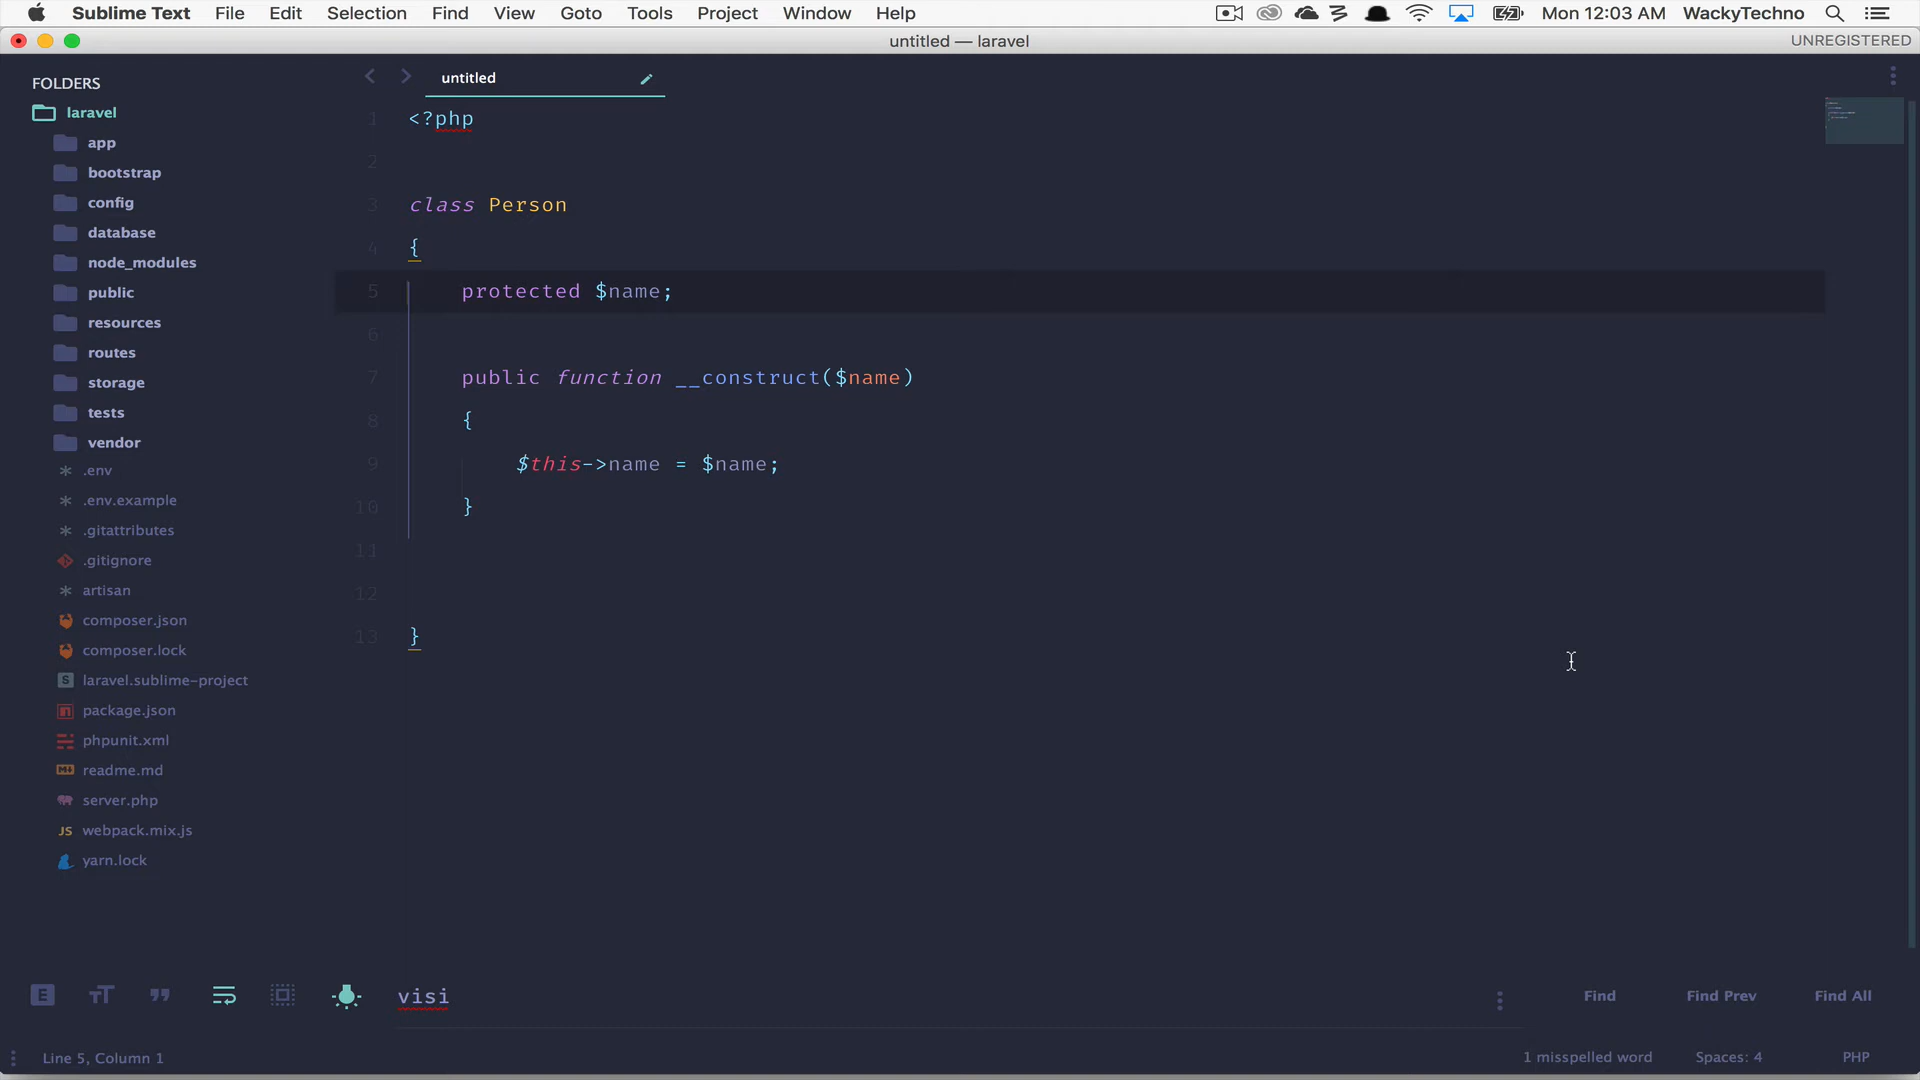 Sublime Text File Edit Selection Find View Goto Tools Project Window Help Mon 12:03 AM WackyTechno
untitled — laravel UNREGISTERED
FOLDERS
laravel
app
bootstrap
config
database
node_modules
public
resources
routes
storage
tests
vendor
.env
.env.example
.gitattributes
.gitignore
artisan
composer.json
composer.lock
laravel.sublime-project
package.json
phpunit.xml
readme.md
server.php
JS webpack.mix.js
yarn.lock
untitled
1 <?php
2
3 class Person
4 {
5 protected $name;
6
7 public function __construct($name)
8 {
9 $this->name = $name;
10 }
11
12
13 }
visi Find Find Prev Find All
Line 5, Column 1 1 misspelled word Spaces: 4 PHP